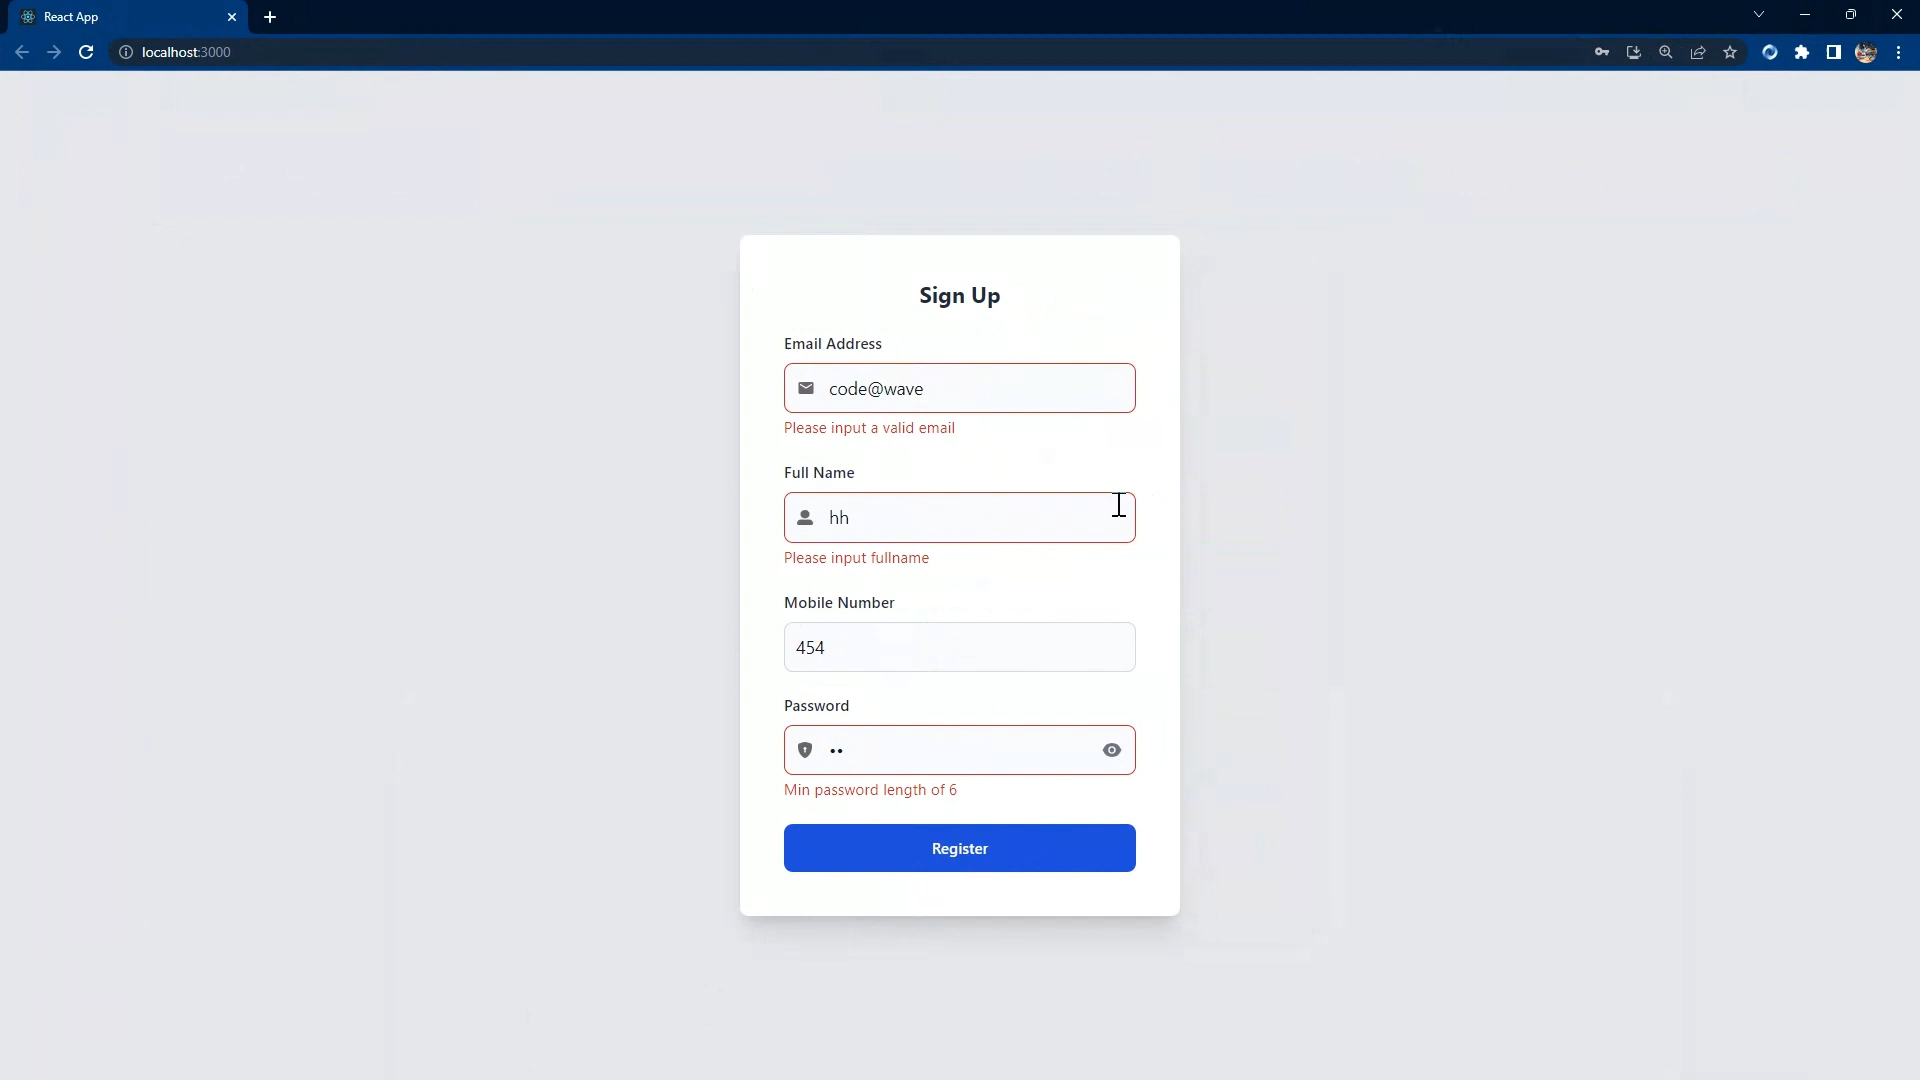 React App
localhost:3000
Sign Up
Email Address
code@wave
Please input a valid email
Full Name
hh
Please input fullname
Mobile Number
454
Password
••
Min password length of 6
Register